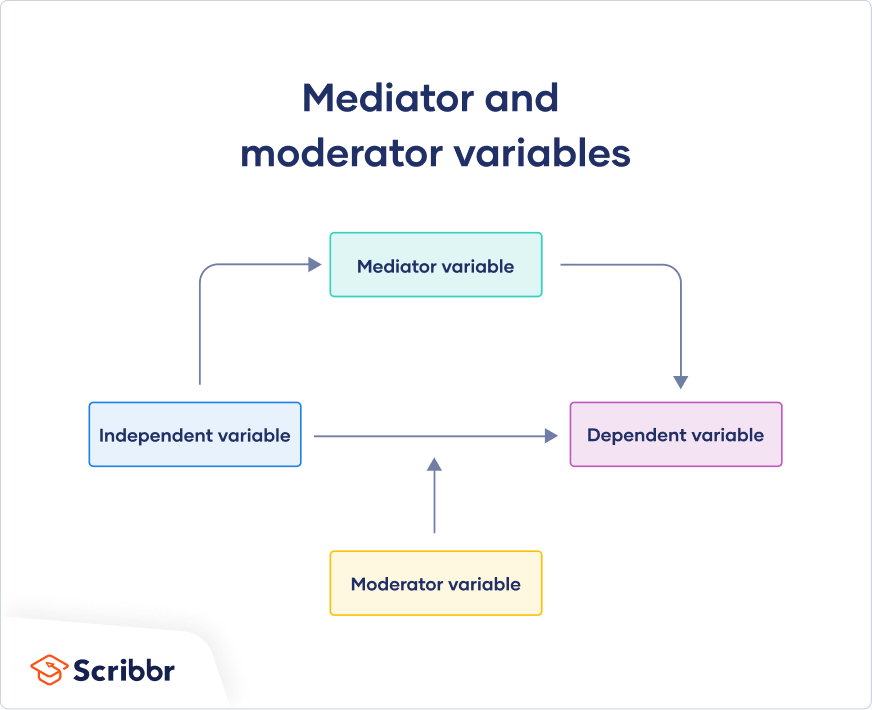 Mediator and
moderator variables
Mediator variable
Independent variable
Dependent variable
Moderator variable
Scribbr